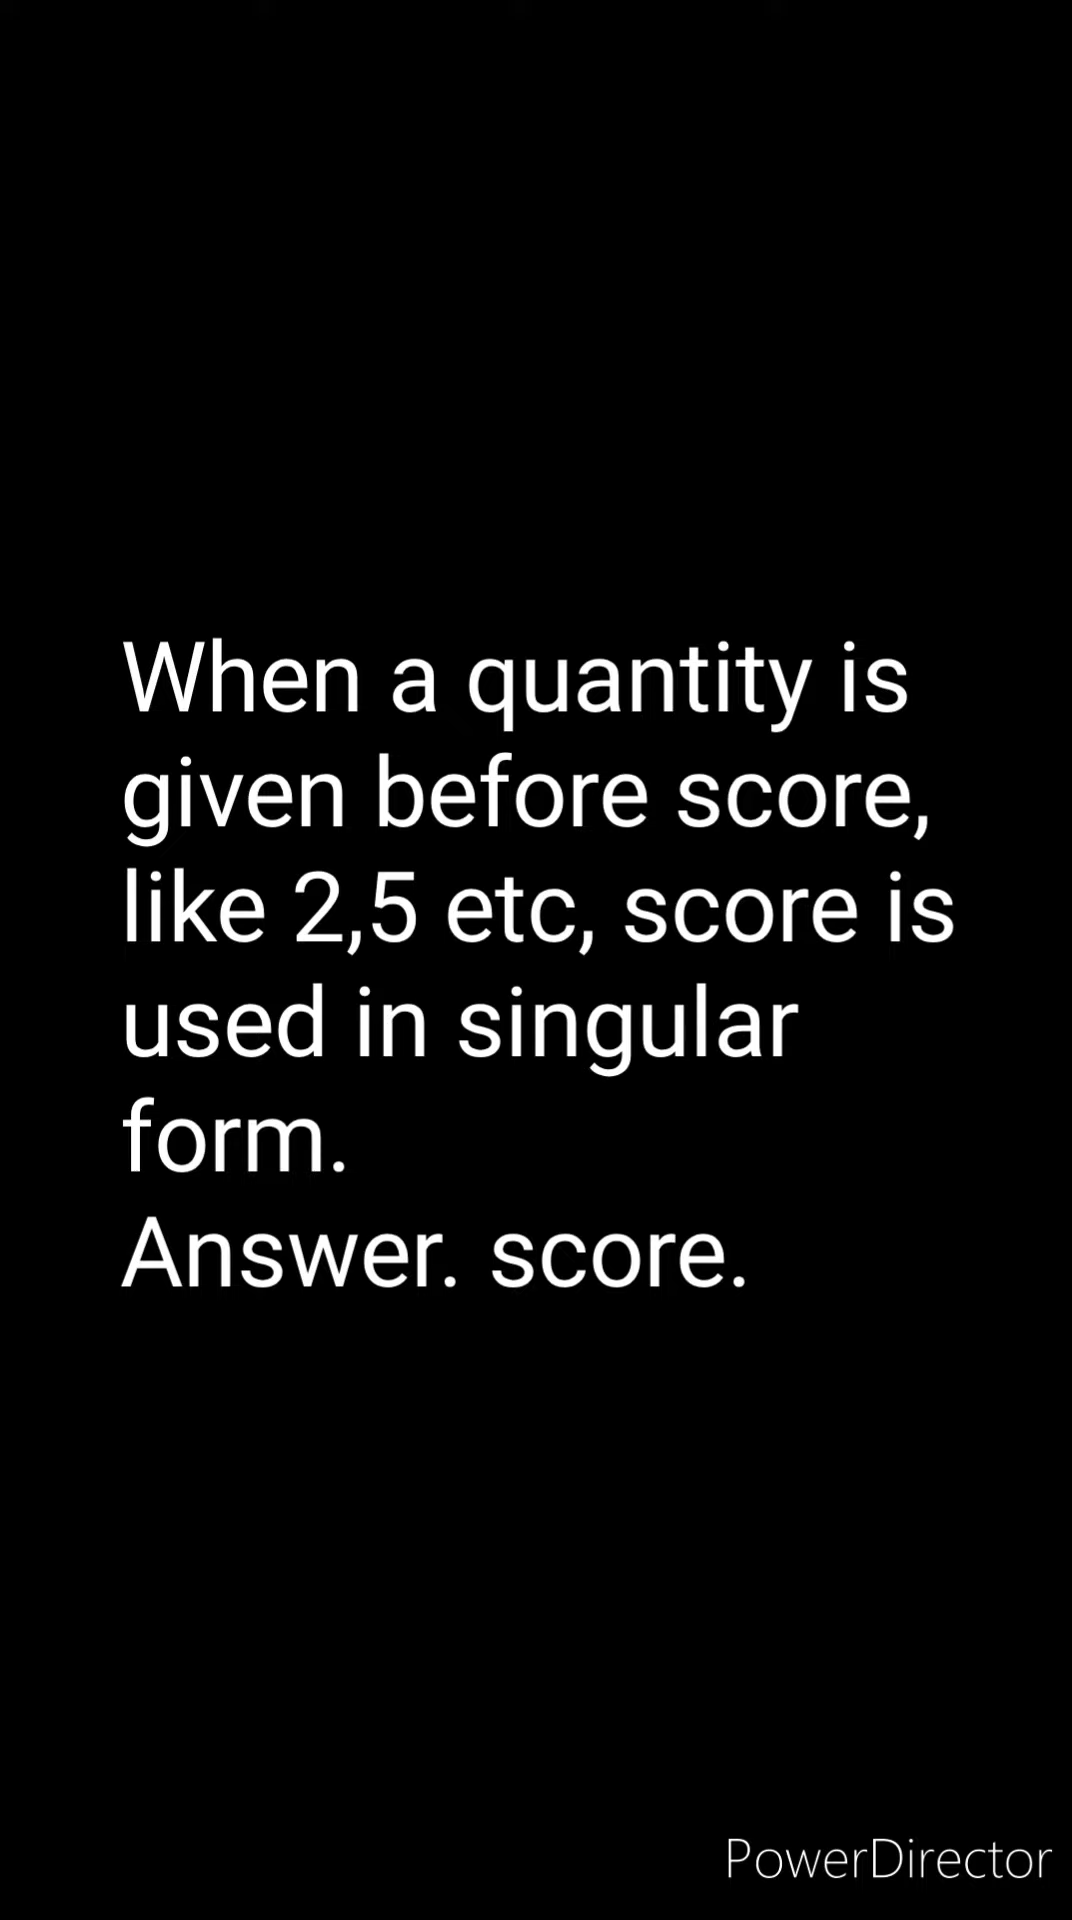 When a quantity is
given before score,
like 2,5 etc, score is
used in singular
form.
Answer. score.
PowerDirector